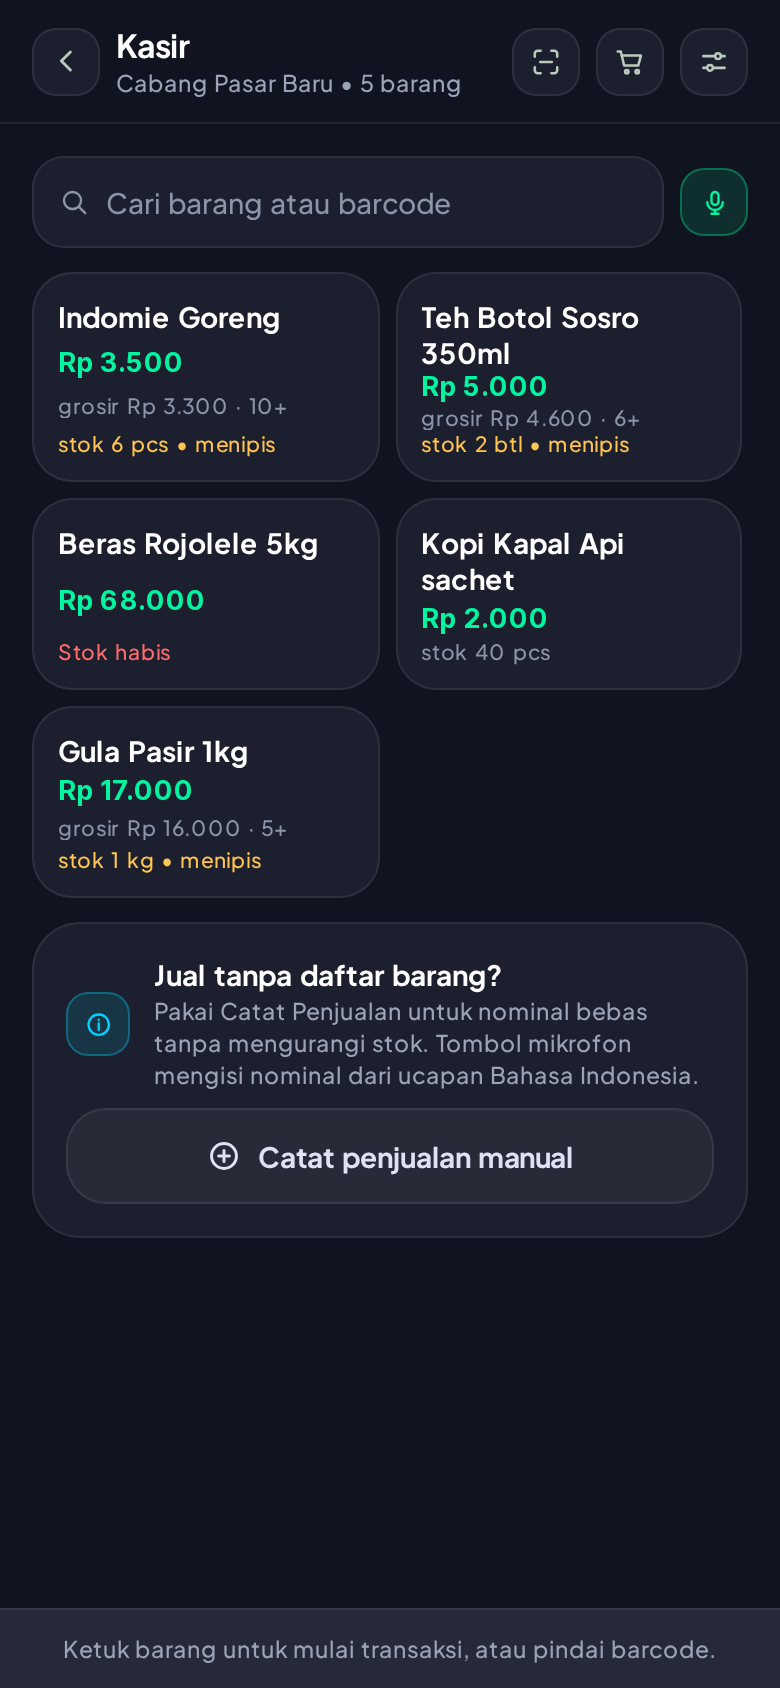 Kasir
Cabang Pasar Baru • 5 barang
Cari barang atau barcode
Indomie Goreng
Rp 3.500
grosir Rp 3.300 · 10+
stok 6 pcs • menipis
Teh Botol Sosro
350ml
Rp 5.000
grosir Rp 4.600 · 6+
stok 2 btl • menipis
Beras Rojolele 5kg
Rp 68.000
Stok habis
Kopi Kapal Api
sachet
Rp 2.000
stok 40 pcs
Gula Pasir 1kg
Rp 17.000
grosir Rp 16.000 · 5+
stok 1 kg • menipis
Jual tanpa daftar barang?
Pakai Catat Penjualan untuk nominal bebas
tanpa mengurangi stok. Tombol mikrofon
mengisi nominal dari ucapan Bahasa Indonesia.
Catat penjualan manual
Ketuk barang untuk mulai transaksi, atau pindai barcode.